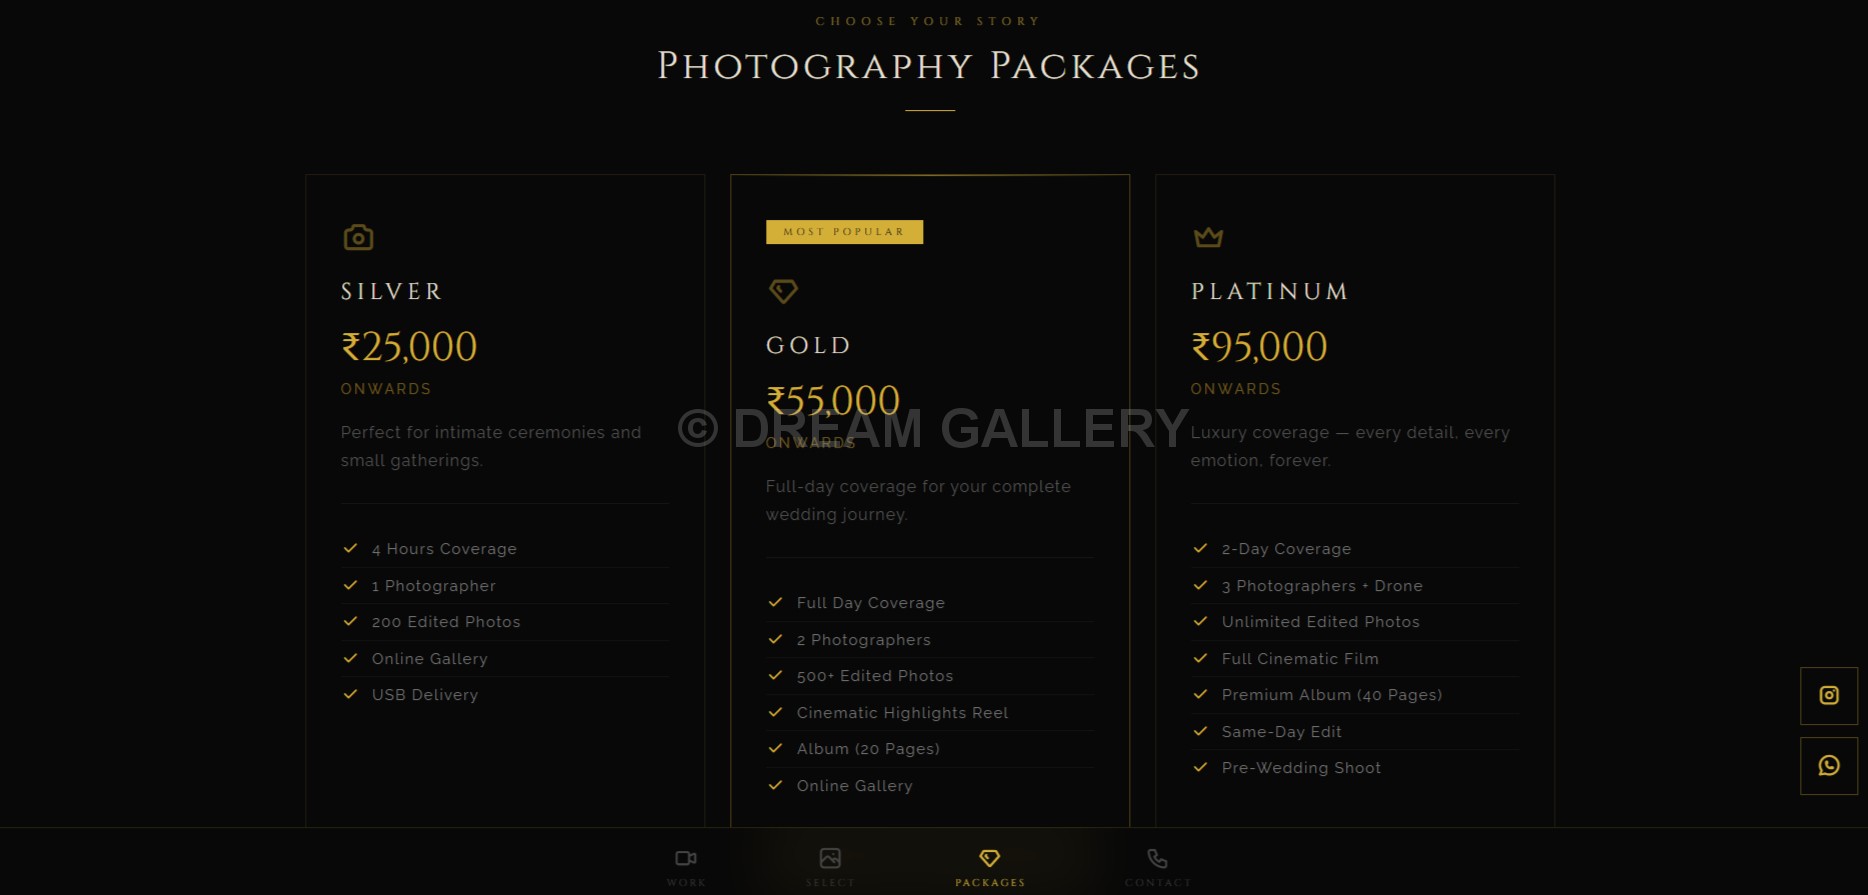 CHOOSE YOUR STORY
PHOTOGRAPHY PACKAGES
SILVER
₹25,000
ONWARDS
Perfect for intimate ceremonies and
small gatherings.
4 Hours Coverage
1 Photographer
200 Edited Photos
Online Gallery
USB Delivery
MOST POPULAR
GOLD
₹55,000
ONWARDS
Full-day coverage for your complete
wedding journey.
Full Day Coverage
2 Photographers
500+ Edited Photos
Cinematic Highlights Reel
Album (20 Pages)
Online Gallery
PLATINUM
₹95,000
ONWARDS
Luxury coverage — every detail, every
emotion, forever.
2-Day Coverage
3 Photographers + Drone
Unlimited Edited Photos
Full Cinematic Film
Premium Album (40 Pages)
Same-Day Edit
Pre-Wedding Shoot
© DREAM GALLERY
WORK
SELECT
PACKAGES
CONTACT